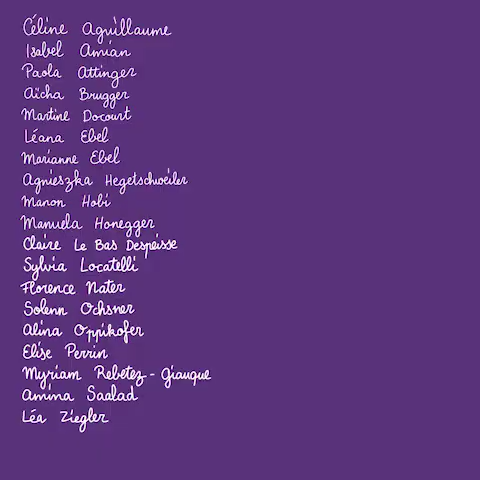 Céline Aguillaume
Isabel Amian
Paola Attinger
Aïcha Brugger
Martine Docourt
Léana Ebel
Marianne Ebel
Agnieszka Hegetschweiler
Manon Hobi
Manuela Honegger
Claire Le Bas Despeisse
Sylvia Locatelli
Florence Nater
Solenn Ochsner
Alina Oppikofer
Elise Perrin
Myriam Rebetez - Giauque
Amina Saalad
Léa Ziegler